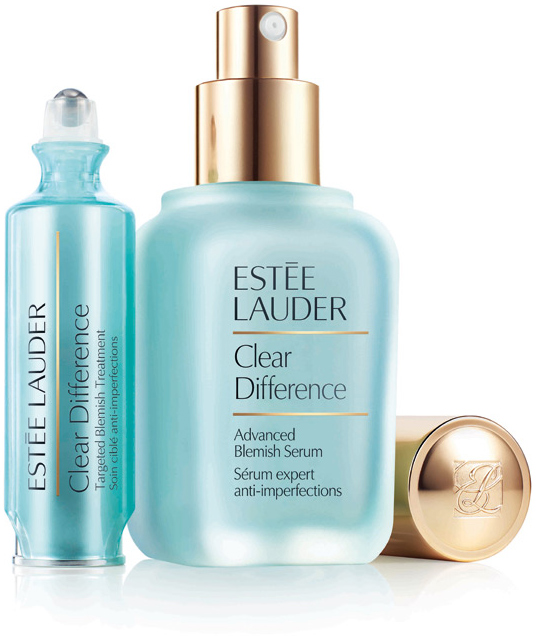 ESTĒE LAUDER
Clear Difference
Targeted Blemish Treatment
Soin ciblé anti-imperfections
ESTĒE
LAUDER
Clear
Difference
Advanced
Blemish Serum
Sérum expert
anti-imperfections